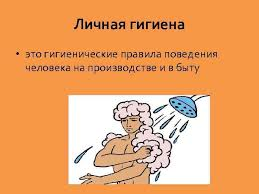 Личная гигиена
• это гигиенические правила поведения
человека на производстве и в быту